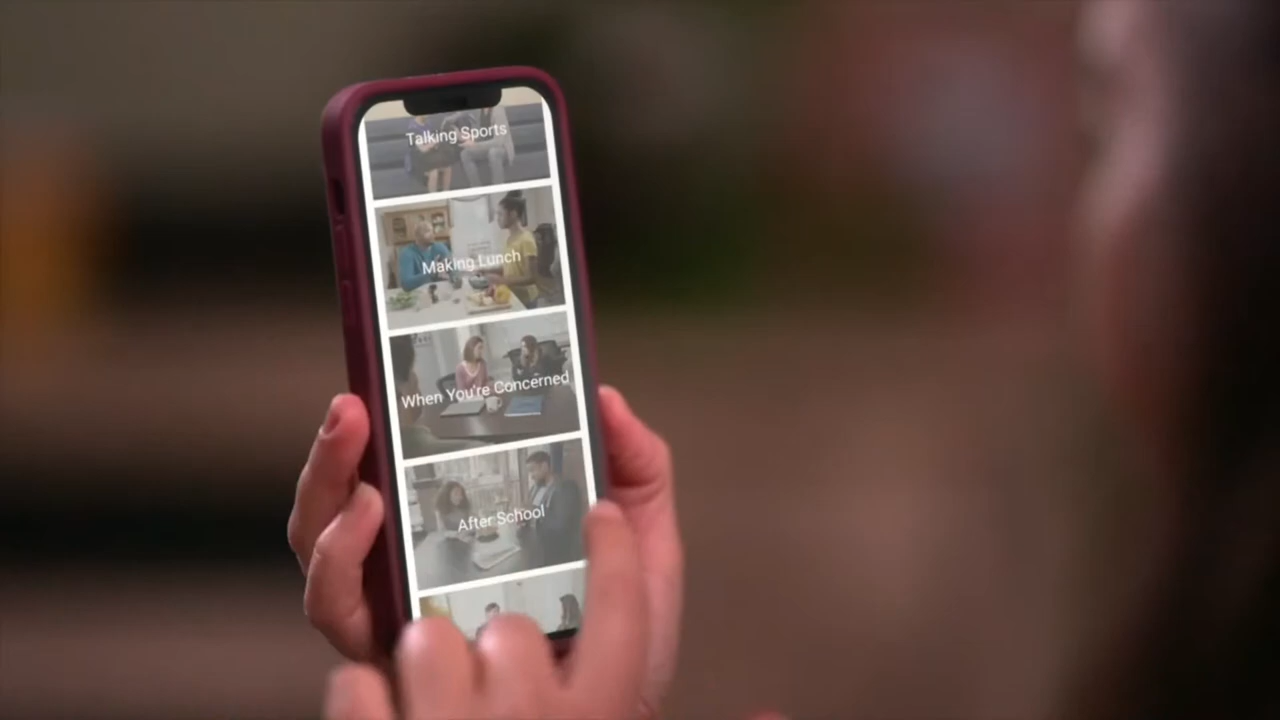 Talking Sports
Making Lunch
When You're Concerned
After School